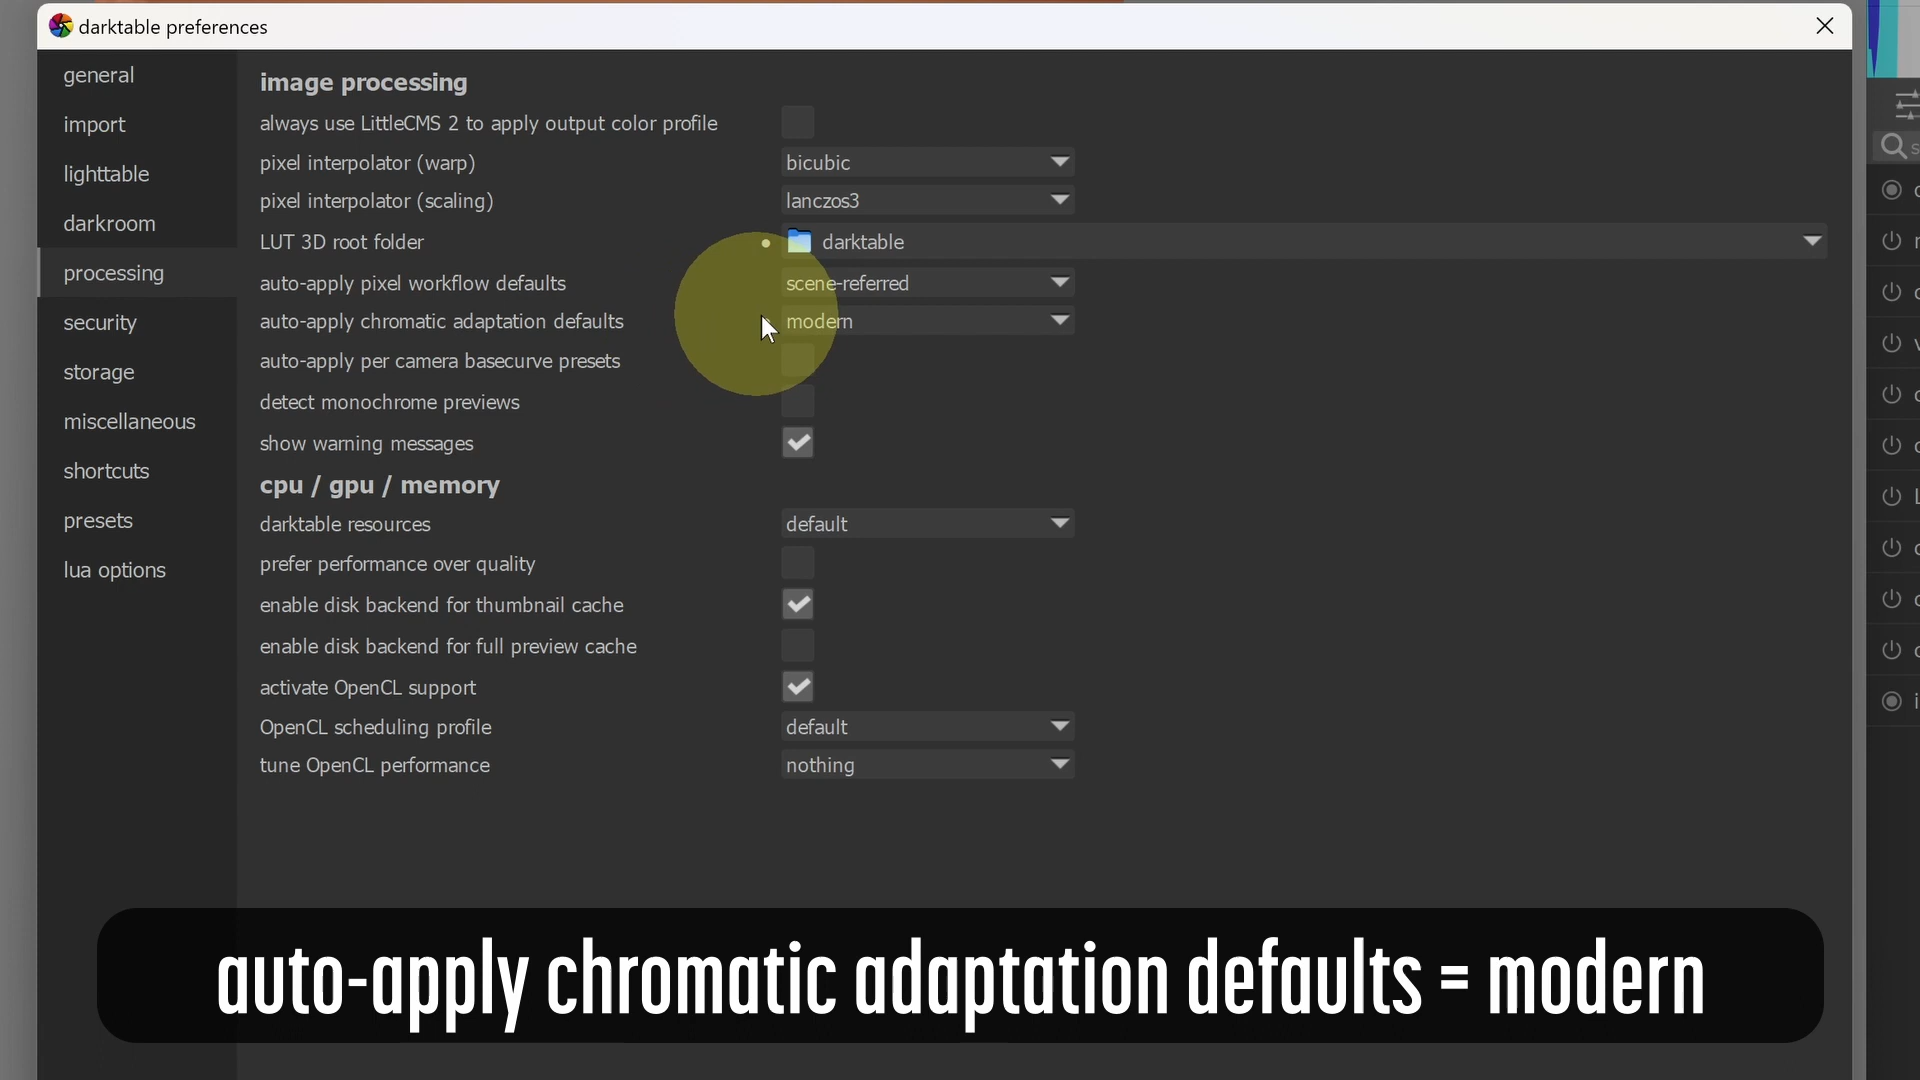 darktable preferences
general
import
lighttable
darkroom
processing
security
storage
miscellaneous
shortcuts
presets
lua options
image processing
always use LittleCMS 2 to apply output color profile
pixel interpolator (warp) bicubic
pixel interpolator (scaling) lanczos3
LUT 3D root folder darktable
auto-apply pixel workflow defaults scene-referred
auto-apply chromatic adaptation defaults modern
auto-apply per camera basecurve presets
detect monochrome previews
show warning messages
cpu / gpu / memory
darktable resources default
prefer performance over quality
enable disk backend for thumbnail cache
enable disk backend for full preview cache
activate OpenCL support
OpenCL scheduling profile default
tune OpenCL performance nothing
auto-apply chromatic adaptation defaults = modern